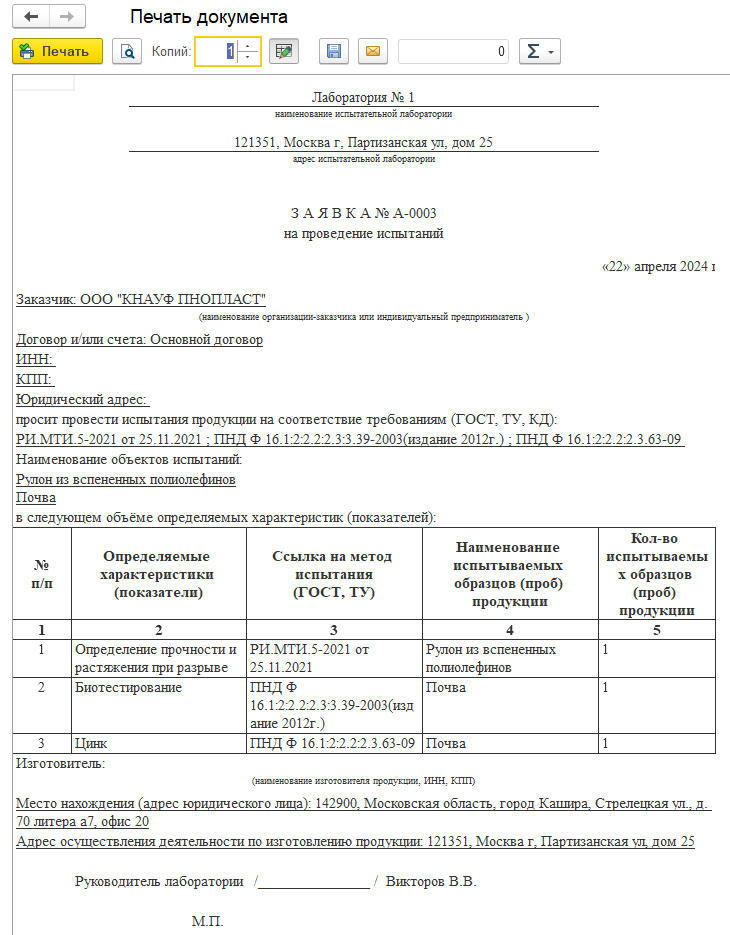 Печать документа
Печать Копий: 1 0 Σ
Лаборатория № 1
наименование испытательной лаборатории
121351, Москва г, Партизанская ул, дом 25
адрес испытательной лаборатории
З А Я В К А № А-0003
на проведение испытаний
«22» апреля 2024 г
Заказчик: ООО "КНАУФ ПНОПЛАСТ"
(наименование организации-заказчика или индивидуальный предприниматель )
Договор и/или счета: Основной договор
ИНН:
КПП:
Юридический адрес:
просит провести испытания продукции на соответствие требованиям (ГОСТ, ТУ, КД):
РИ.МТИ.5-2021 от 25.11.2021 ; ПНД Ф 16.1:2:2.2:2.3:3.39-2003(издание 2012г.) ; ПНД Ф 16.1:2:2.2:2.3.63-09
Наименование объектов испытаний:
Рулон из вспененных полиолефинов
Почва
в следующем объёме определяемых характеристик (показателей):
№
п/п
Определяемые
характеристики
(показатели)
Ссылка на метод
испытания
(ГОСТ, ТУ)
Наименование
испытываемых
образцов (проб)
продукции
Кол-во
испытываемы
х образцов
(проб)
продукции
1 2 3 4 5
1 Определение прочности и РИ.МТИ.5-2021 от Рулон из вспененных 1
растяжения при разрыве 25.11.2021 полиолефинов
2 Биотестирование ПНД Ф Почва 1
16.1:2:2.2:2.3:3.39-2003(изд
ание 2012г.)
3 Цинк ПНД Ф 16.1:2:2.2:2.3.63-09 Почва 1
Изготовитель:
(наименование изготовителя продукции, ИНН, КПП)
Место нахождения (адрес юридического лица): 142900, Московская область, город Кашира, Стрелецкая ул., д.
70 литера а7, офис 20
Адрес осуществления деятельности по изготовлению продукции: 121351, Москва г, Партизанская ул, дом 25
Руководитель лаборатории /_______________ / Викторов В.В.
М.П.